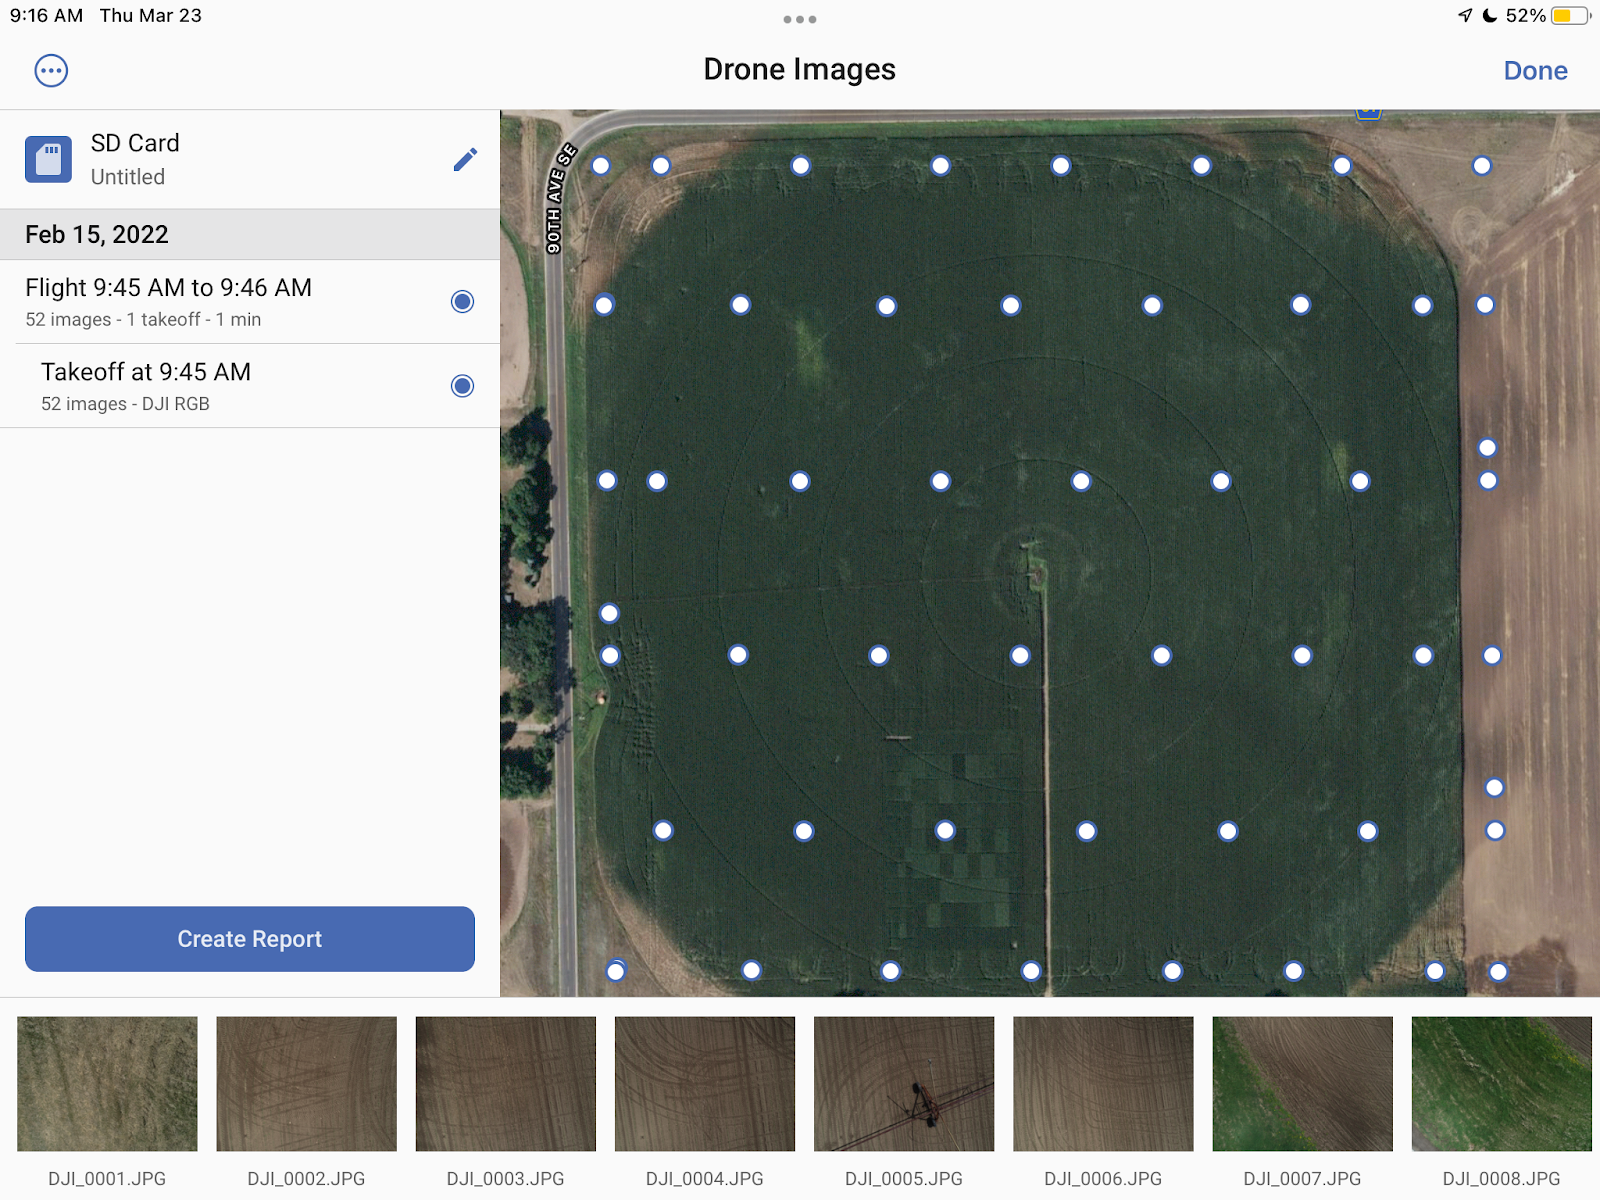 9:16 AM Thu Mar 23
52%
Drone Images
Done
SD Card
Untitled
Feb 15, 2022
Flight 9:45 AM to 9:46 AM
52 images - 1 takeoff - 1 min
Takeoff at 9:45 AM
52 images - DJI RGB
90TH AVE SE
Create Report
DJI_0001.JPG
DJI_0002.JPG
DJI_0003.JPG
DJI_0004.JPG
DJI_0005.JPG
DJI_0006.JPG
DJI_0007.JPG
DJI_0008.JPG